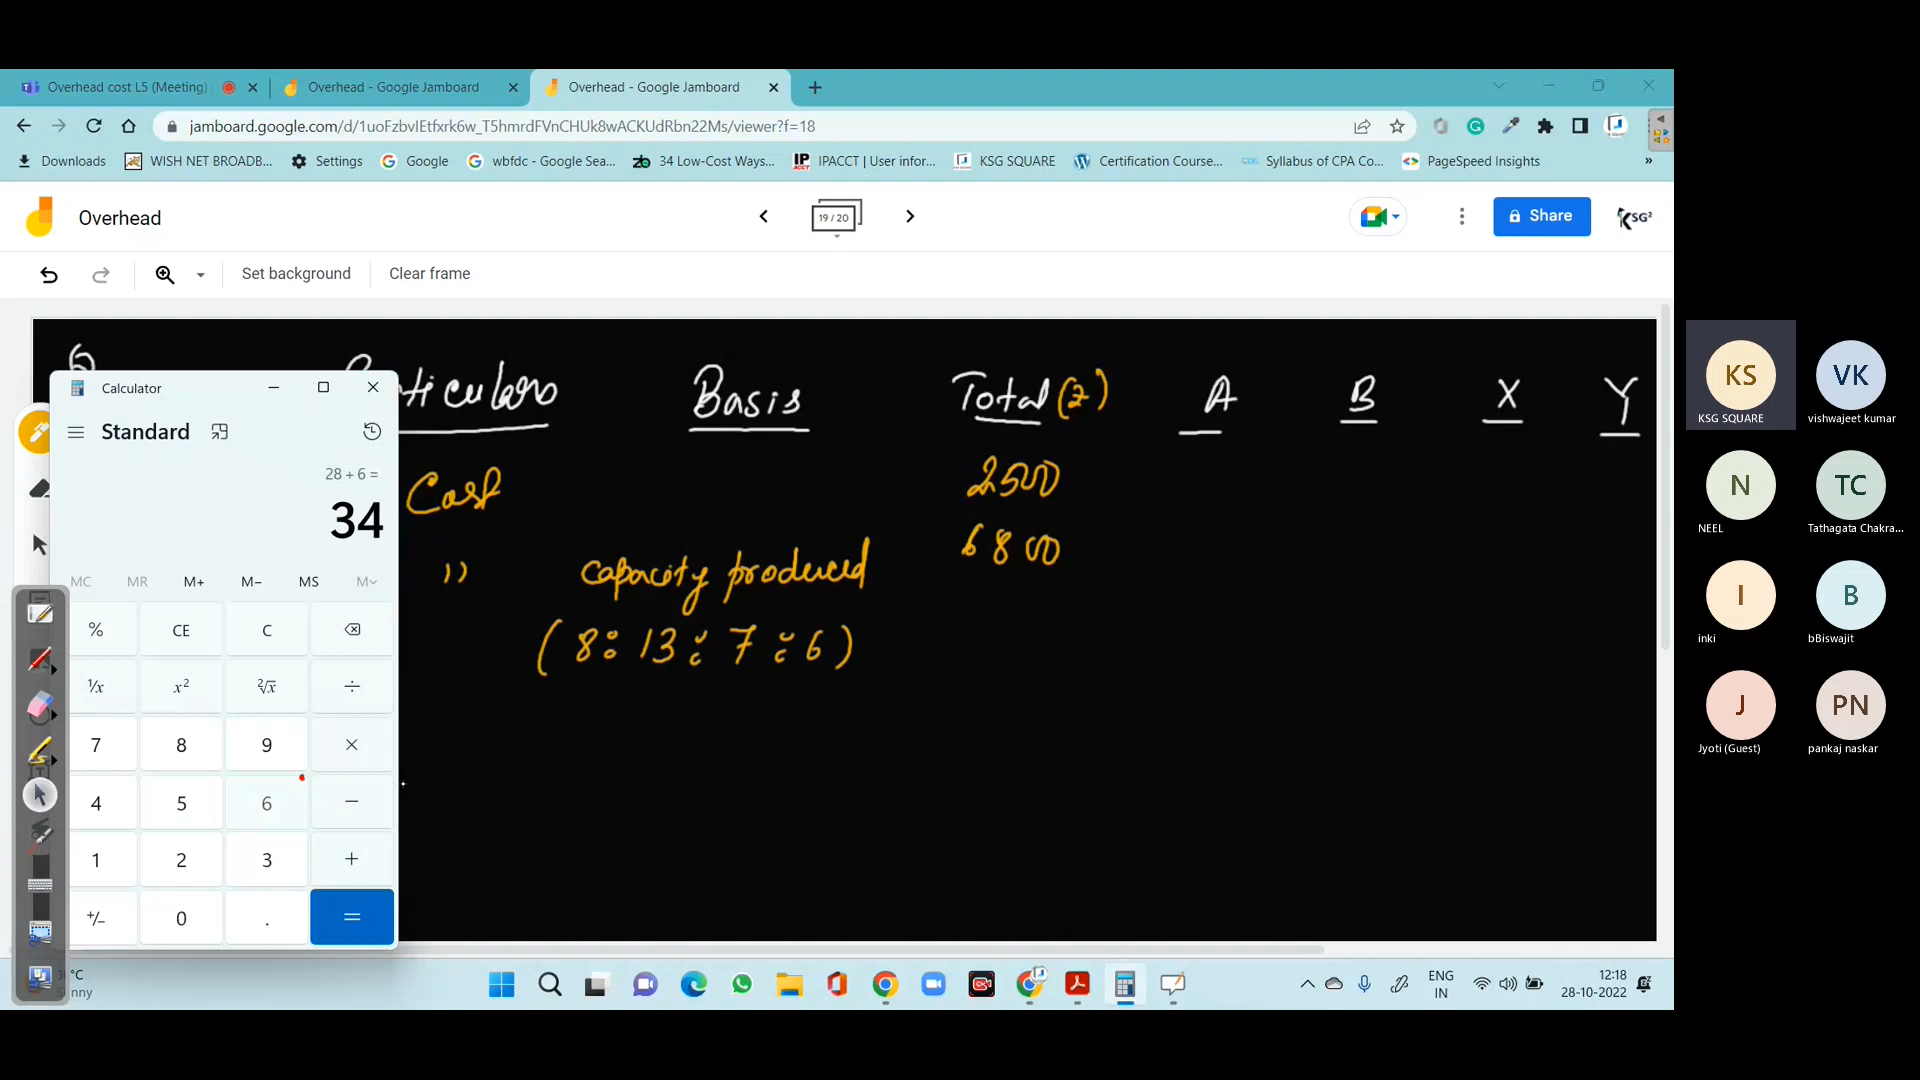 Overhead cost L5 (Meeting)
Overhead - Google Jamboard
Overhead - Google Jamboard
jamboard.google.com/d/1uoFzbvIEtfxrk6w_T5hmrdFVnCHUk8wACKUdRbn22Ms/viewer?f=18
Downloads
WISH NET BROADB...
Settings
Google
wbfdc - Google Sea...
34 Low-Cost Ways...
IPACCT | User infor...
KSG SQUARE
Certification Course...
Syllabus of CPA Co...
PageSpeed Insights
»
Overhead
19 / 20
Share
KSG²
Set background
Clear frame
Basis
Total (z)
A
B
X
Y
Cost
2500
" capacity produced
6800
(8 : 13 : 7 : 6)
Calculator
Standard
28 + 6 =
34
MC MR M+ M− MS M˅
% CE C
¹/x x² ²√x ÷
7 8 9 ×
4 5 6 −
1 2 3 +
+/− 0 . =
KS
KSG SQUARE
VK
vishwajeet kumar
N
NEEL
TC
Tathagata Chakra...
I
inki
B
bBiswajit
J
Jyoti (Guest)
PN
pankaj naskar
ENG
IN
12:18
28-10-2022